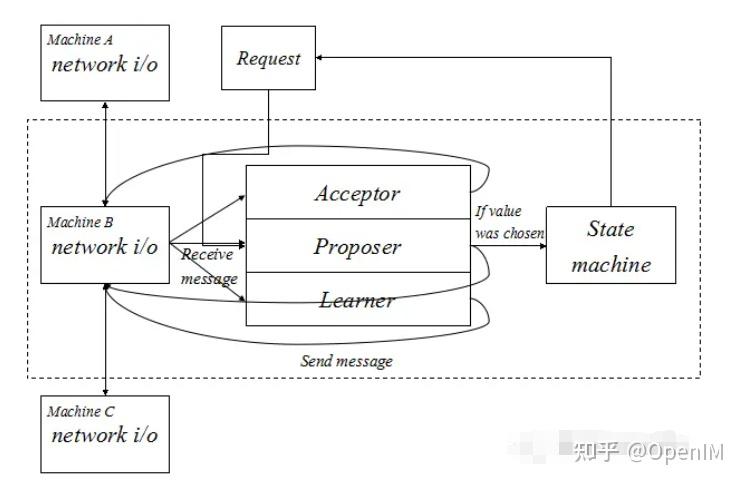 Machine A
network i/o
Request
Acceptor
Machine B
network i/o
Receive
message
Proposer
If value
was chosen
State
machine
Learner
Send message
Machine C
network i/o
知乎 @OpenIM